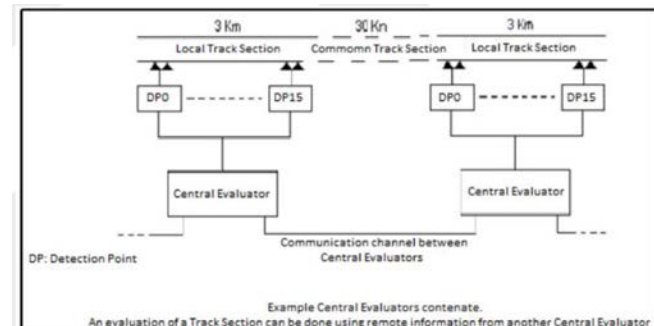 3 Km 30 Kn 3 Km
Local Track Section Commomn Track Section Local Track Section
DP0 DP15 DP0 DP15
Central Evaluator Central Evaluator
Communication channel between
Central Evaluators
DP: Detection Point
Example Central Evaluators contenate.
An evaluation of a Track Section can be done using remote information from another Central Evaluator